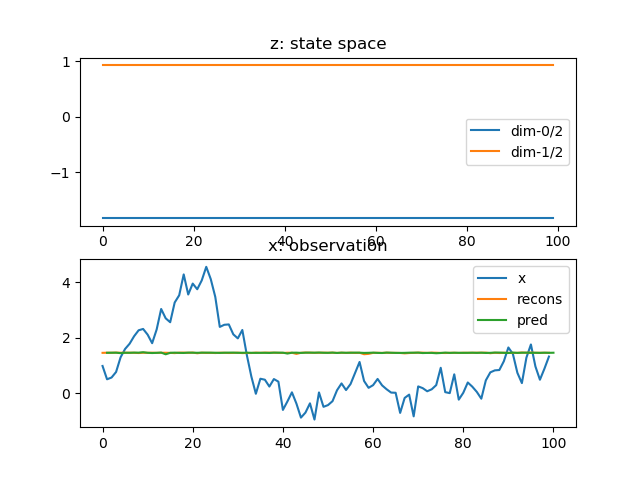 z: state space
1
0
−1
dim-0/2
dim-1/2
0 20 40 60 80 100
x: observation
4
2
0
x
recons
pred
0 20 40 60 80 100